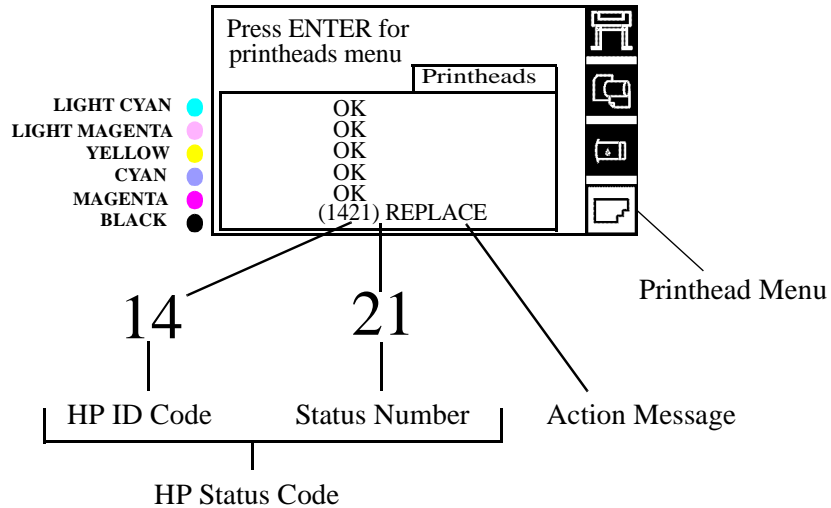 Press ENTER for
printheads menu
Printheads
LIGHT CYAN OK
LIGHT MAGENTA OK
YELLOW OK
CYAN OK
MAGENTA OK
BLACK (1421) REPLACE
Printhead Menu
14 21
HP ID Code Status Number Action Message
HP Status Code